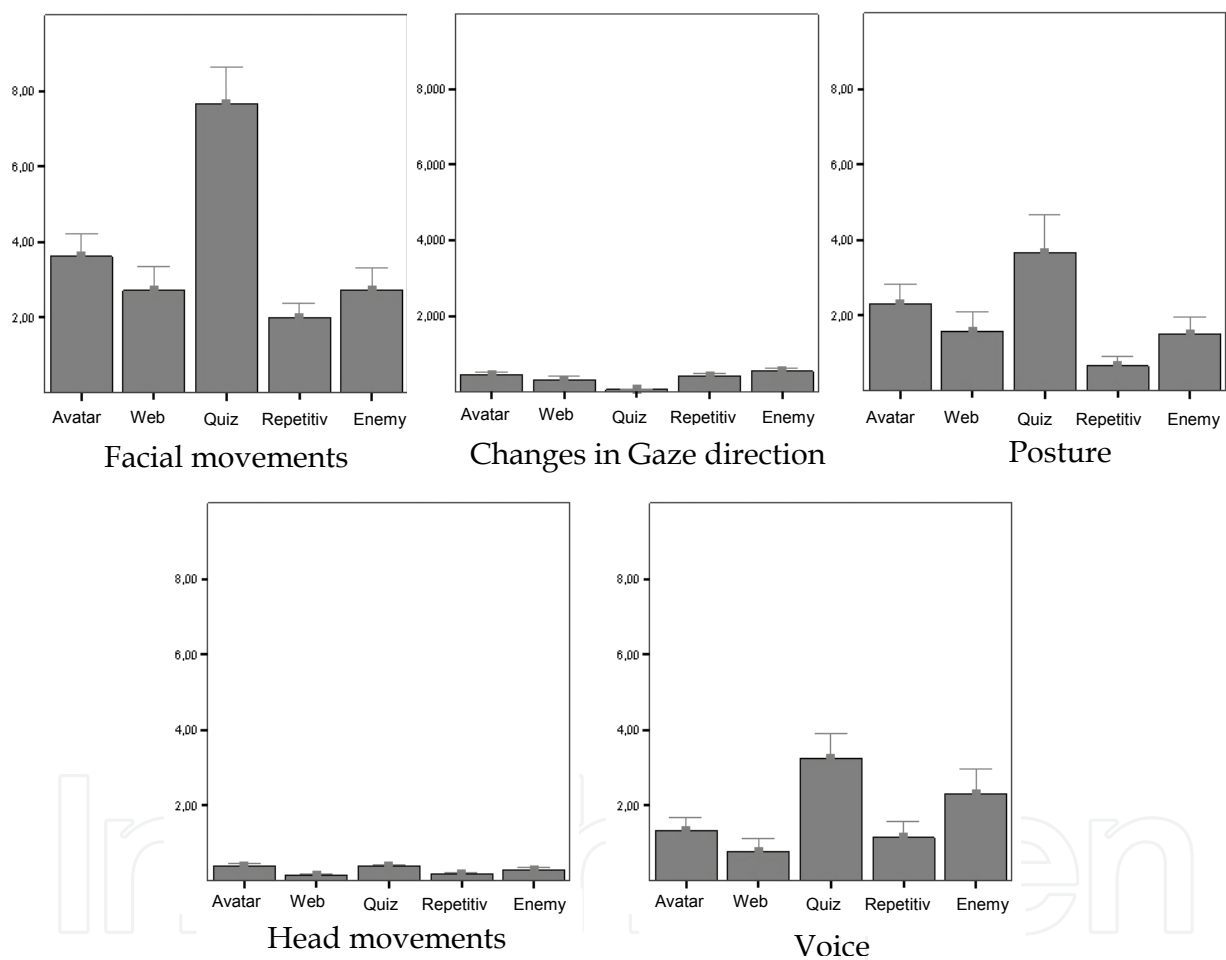 8,00
6,00
4,00
2,00
Avatar Web Quiz Repetitiv Enemy
Facial movements
8,000
6,000
4,000
2,000
Avatar Web Quiz Repetitiv Enemy
Changes in Gaze direction
8,00
6,00
4,00
2,00
Avatar Web Quiz Repetitiv Enemy
Posture
8,00
6,00
4,00
2,00
Avatar Web Quiz Repetitiv Enemy
Head movements
8,00
6,00
4,00
2,00
Avatar Web Quiz Repetitiv Enemy
Voice